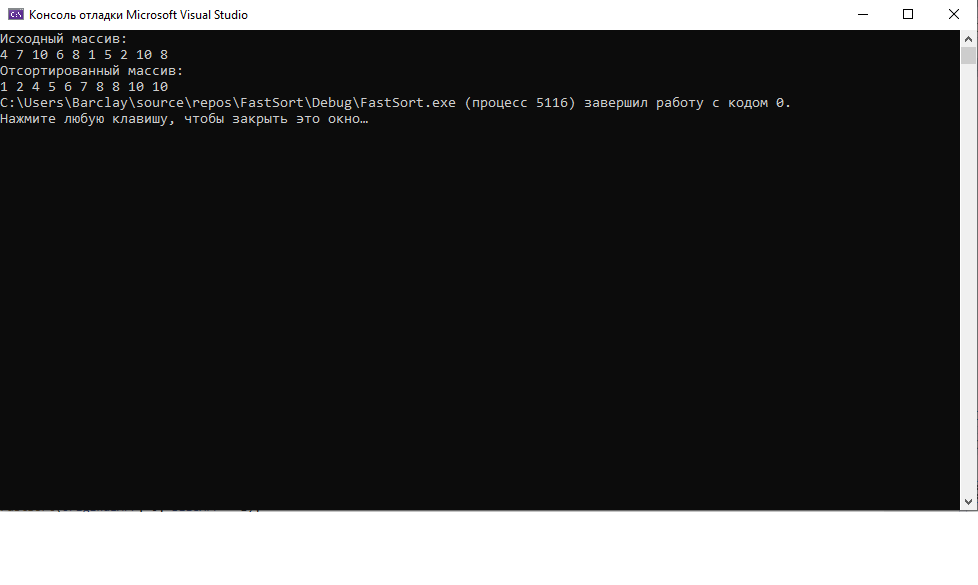 Консоль отладки Microsoft Visual Studio
Исходный массив:
4 7 10 6 8 1 5 2 10 8
Отсортированный массив:
1 2 4 5 6 7 8 8 10 10
C:\Users\Barclay\source\repos\FastSort\Debug\FastSort.exe (процесс 5116) завершил работу с кодом 0.
Нажмите любую клавишу, чтобы закрыть это окно…